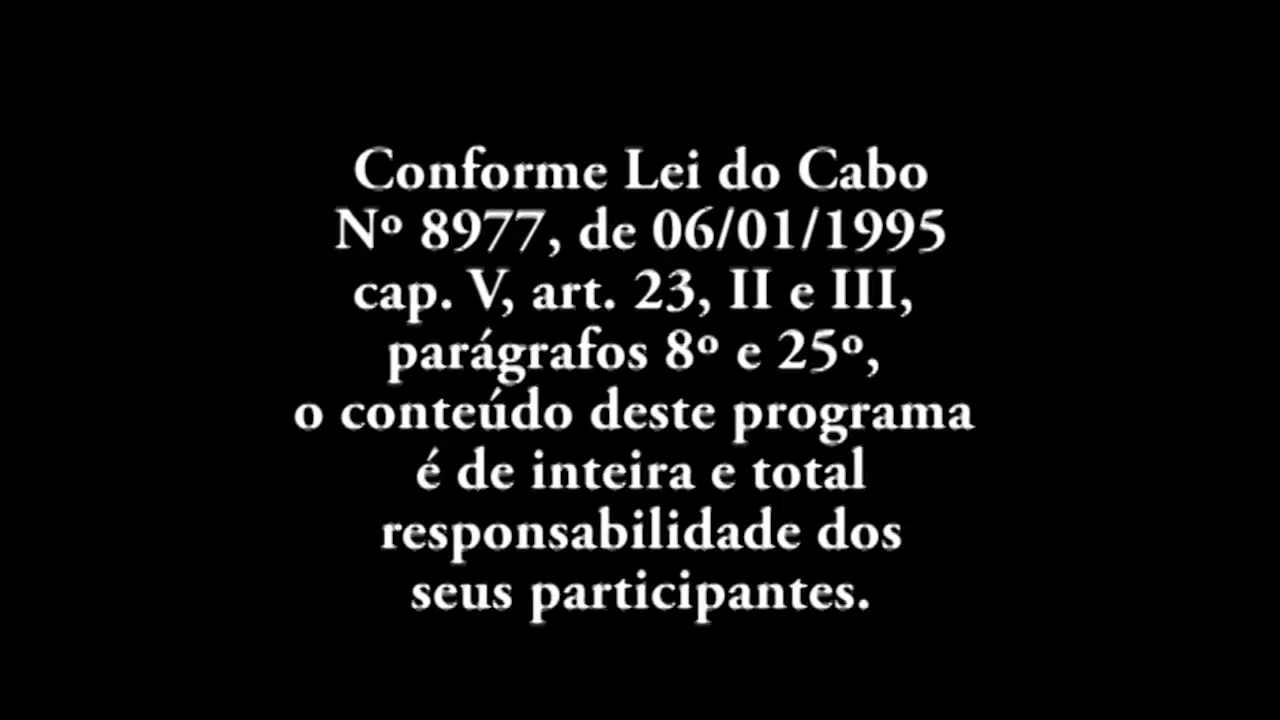 Conforme Lei do Cabo
Nº 8977, de 06/01/1995
cap. V, art. 23, II e III,
parágrafos 8º e 25º,
o conteúdo deste programa
é de inteira e total
responsabilidade dos
seus participantes.